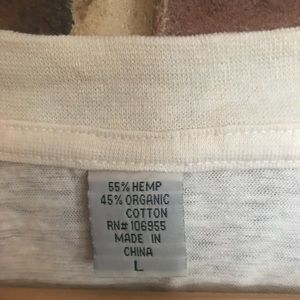 55% HEMP
45% ORGANIC
COTTON
RN# 106955
MADE IN
CHINA
L